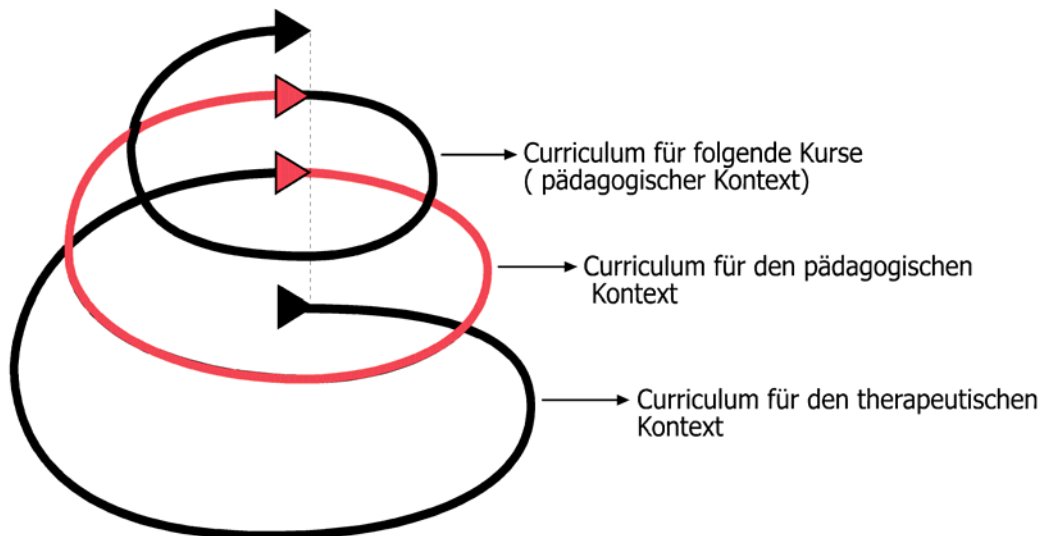 Curriculum für folgende Kurse
( pädagogischer Kontext)
Curriculum für den pädagogischen
Kontext
Curriculum für den therapeutischen
Kontext